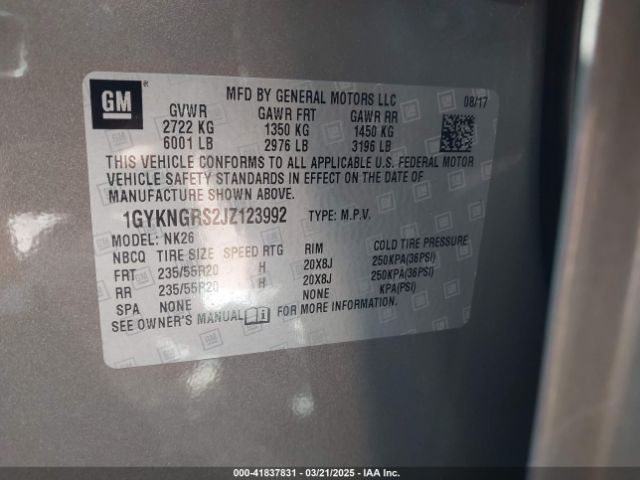 GM
MFD BY GENERAL MOTORS LLC 08/17
GVWR GAWR FRT GAWR RR
2722 KG 1350 KG 1450 KG
6001 LB 2976 LB 3196 LB
THIS VEHICLE CONFORMS TO ALL APPLICABLE U.S. FEDERAL MOTOR
VEHICLE SAFETY STANDARDS IN EFFECT ON THE DATE OF
MANUFACTURE SHOWN ABOVE.
1GYKNGRS2JZ123992 TYPE: M.P.V.
MODEL: NK26
NBCQ TIRE SIZE SPEED RTG RIM COLD TIRE PRESSURE
FRT 235/55R20 H 20X8J 250KPA(36PSI)
RR 235/55R20 H 20X8J 250KPA(36PSI)
SPA NONE NONE KPA(PSI)
SEE OWNER'S MANUAL FOR MORE INFORMATION.
000-41837831 - 03/21/2025 - IAAI.COM